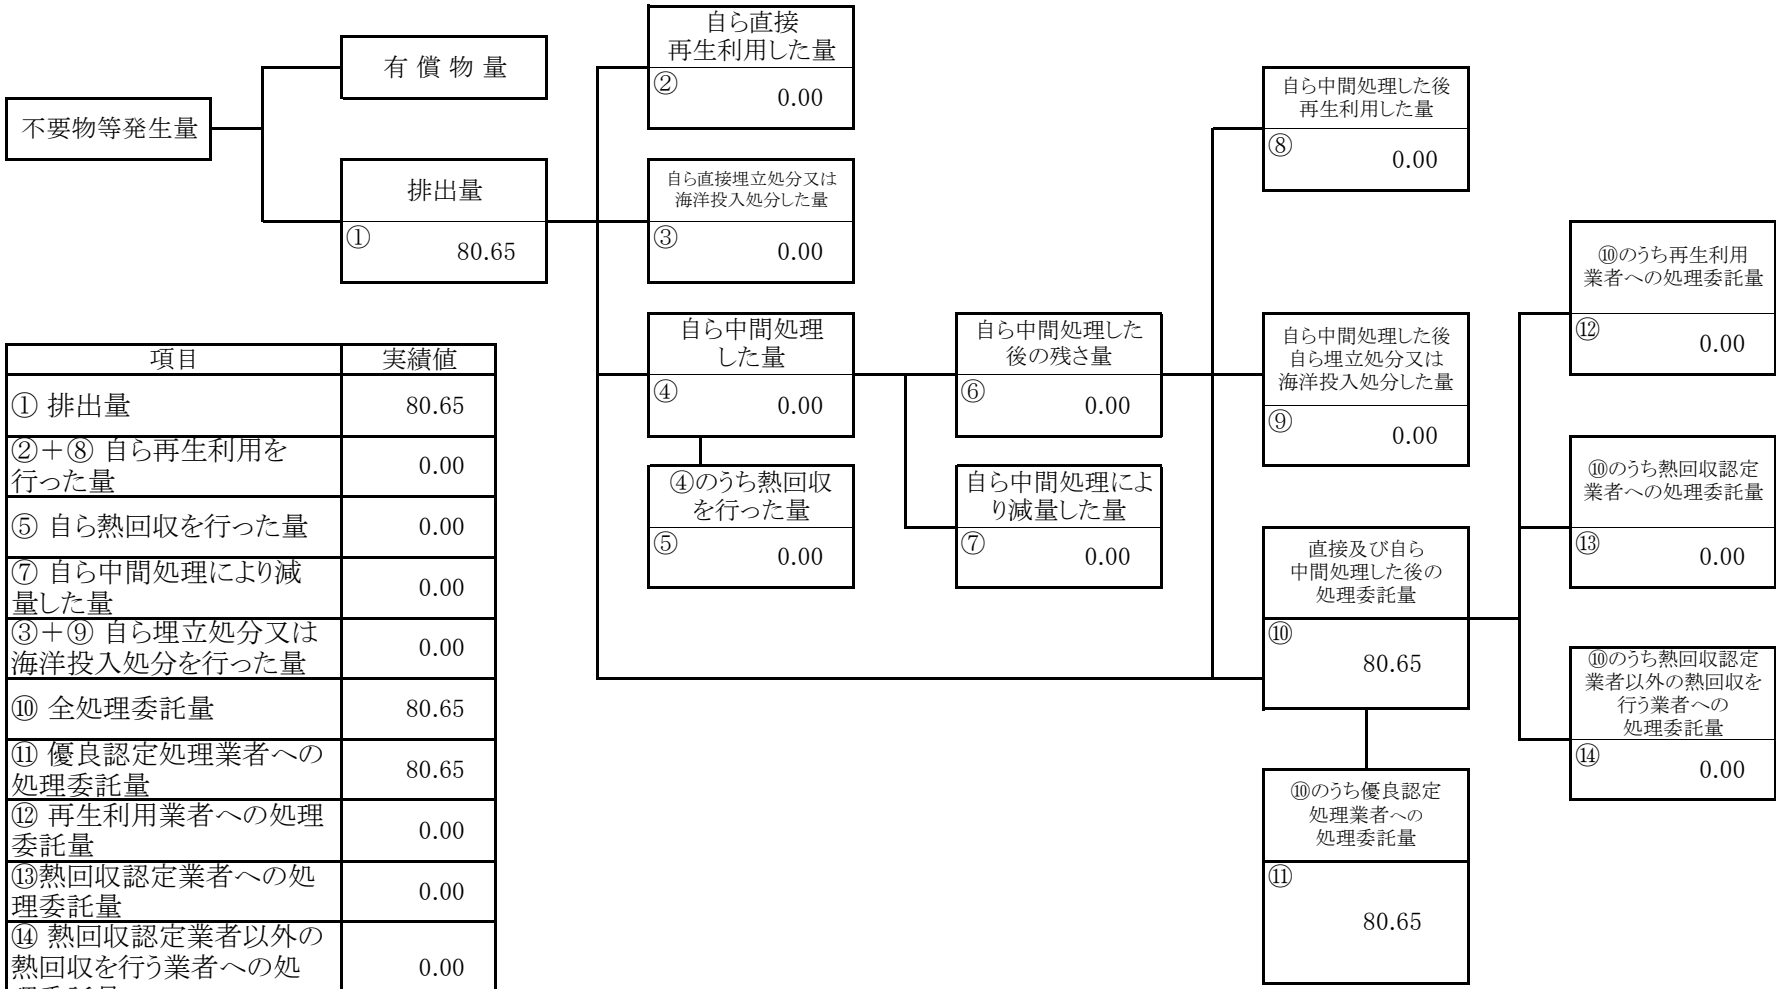 不要物等発生量
有 償 物 量
排出量
①
80.65
自ら直接
再生利用した量
②
0.00
自ら直接埋立処分又は
海洋投入処分した量
③
0.00
自ら中間処理
した量
④
0.00
④のうち熱回収
を行った量
⑤
0.00
自ら中間処理した
後の残さ量
⑥
0.00
自ら中間処理によ
り減量した量
⑦
0.00
自ら中間処理した後
再生利用した量
⑧
0.00
自ら中間処理した後
自ら埋立処分又は
海洋投入処分した量
⑨
0.00
直接及び自ら
中間処理した後の
処理委託量
⑩
80.65
⑩のうち優良認定
処理業者への
処理委託量
⑪
80.65
⑩のうち再生利用
業者への処理委託量
⑫
0.00
⑩のうち熱回収認定
業者への処理委託量
⑬
0.00
⑩のうち熱回収認定
業者以外の熱回収を
行う業者への
処理委託量
⑭
0.00
項目 実績値
① 排出量 80.65
②＋⑧ 自ら再生利用を
行った量 0.00
⑤ 自ら熱回収を行った量 0.00
⑦ 自ら中間処理により減
量した量 0.00
③＋⑨ 自ら埋立処分又は
海洋投入処分を行った量 0.00
⑩ 全処理委託量 80.65
⑪ 優良認定処理業者への
処理委託量 80.65
⑫ 再生利用業者への処理
委託量 0.00
⑬熱回収認定業者への処
理委託量 0.00
⑭ 熱回収認定業者以外の
熱回収を行う業者への処 0.00